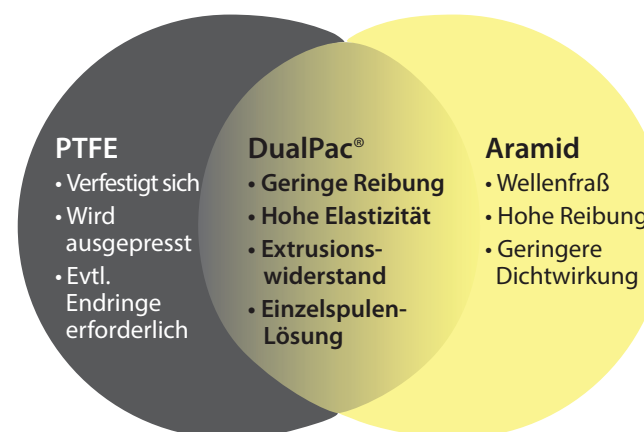 PTFE
• Verfestigt sich
• Wird
ausgepresst
• Evtl.
Endringe
erforderlich
DualPac®
• Geringe Reibung
• Hohe Elastizität
• Extrusions-
widerstand
• Einzelspulen-
Lösung
Aramid
• Wellenfraß
• Hohe Reibung
• Geringere
Dichtwirkung